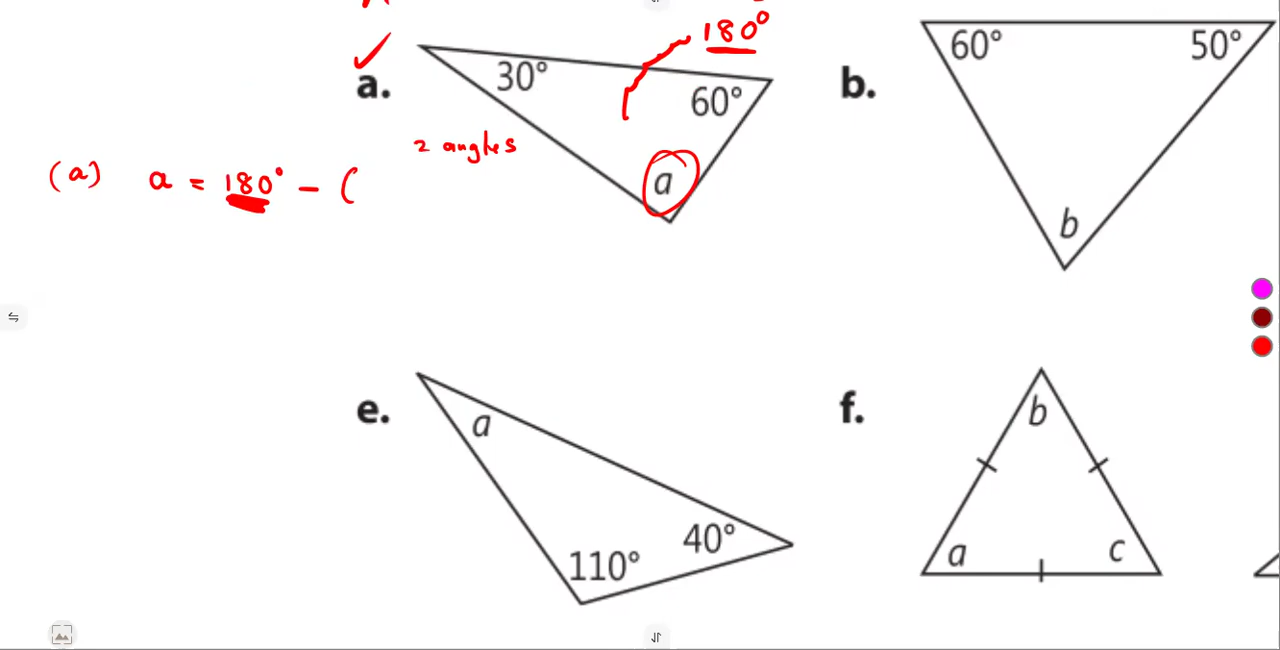 180°
a.
30°
60°
a
2 angles
(a) a = 180° - (
b.
60°
50°
b
e.
a
110°
40°
f.
b
a
c